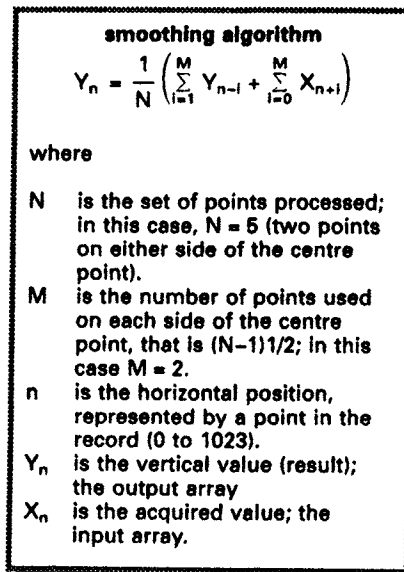 smoothing algorithm
Yₙ = 1/N ( M∑i=1 Yₙ₋ᵢ + M∑i=0 Xₙ₊ᵢ )
where
N is the set of points processed;
in this case, N = 5 (two points
on either side of the centre
point).
M is the number of points used
on each side of the centre
point, that is (N–1)1/2; in this
case M = 2.
n is the horizontal position,
represented by a point in the
record (0 to 1023).
Yₙ is the vertical value (result);
the output array
Xₙ is the acquired value; the
input array.